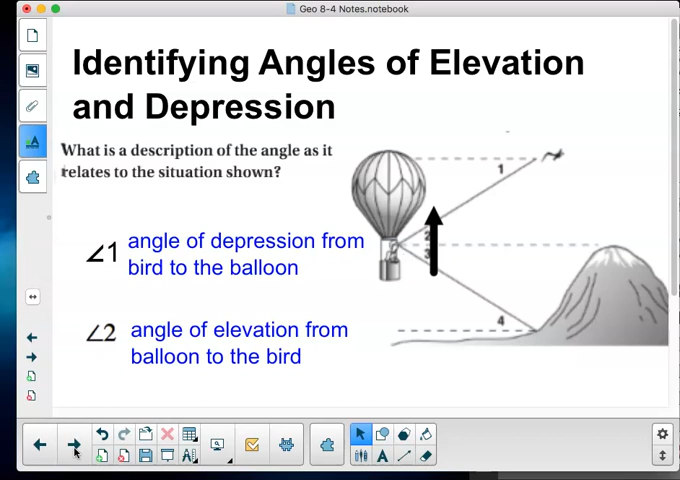 Geo 8-4 Notes.notebook
Identifying Angles of Elevation
and Depression
What is a description of the angle as it
relates to the situation shown?
1
∠1 angle of depression from
bird to the balloon
2
3
4
∠2 angle of elevation from
balloon to the bird